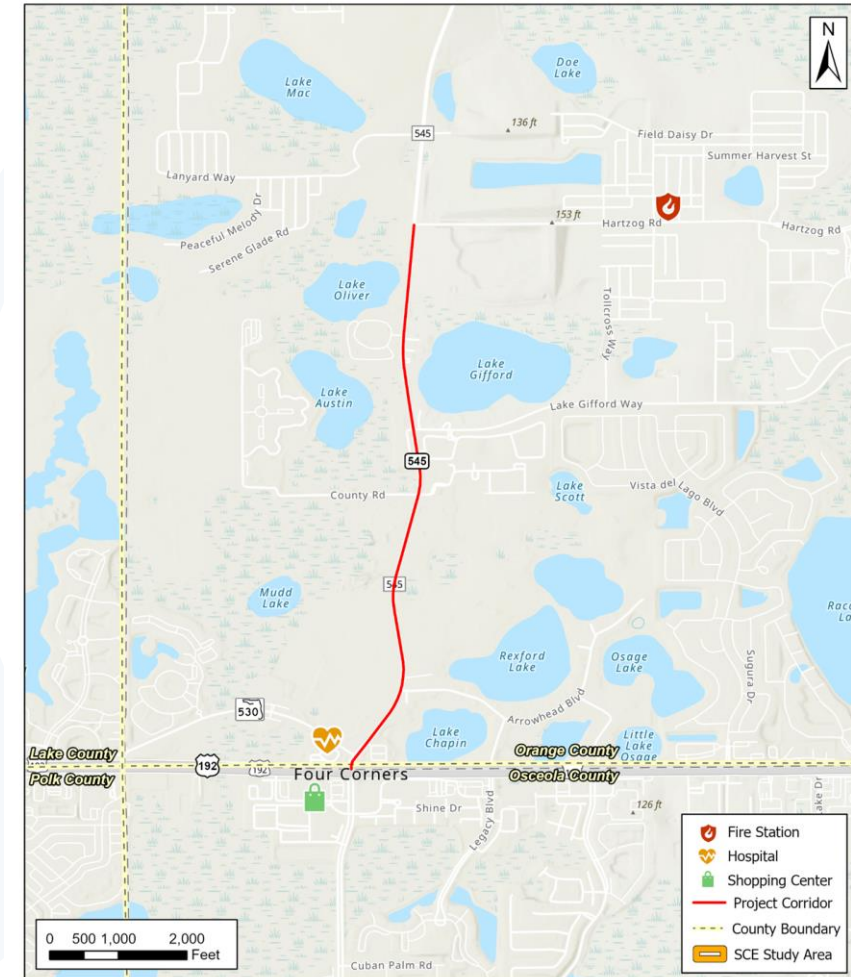 N
Lake
Mac
Doe
Lake
136 ft
545
Field Daisy Dr
Summer Harvest St
Lanyard Way
153 ft
Peaceful Melody Dr
Hartzog Rd
Hartzog Rd
Serene Glade Rd
Lake
Oliver
Tollcross Way
Lake
Gifford
Lake
Austin
Lake Gifford Way
545
County Rd
Lake
Scott
Vista del Lago Blvd
545
Mudd
Lake
Rexford
Lake
Osage
Lake
Sugura Dr
530
Arrowhead Blvd
Lake
Chapin
Little
Lake
Osage
Lake County
Orange County
192
192
Polk County
Four Corners
Osceola County
Shine Dr
Legacy Blvd
126 ft
Lake Dr
Fire Station
Hospital
Shopping Center
Project Corridor
County Boundary
SCE Study Area
0 500 1,000 2,000
Feet
Cuban Palm Rd